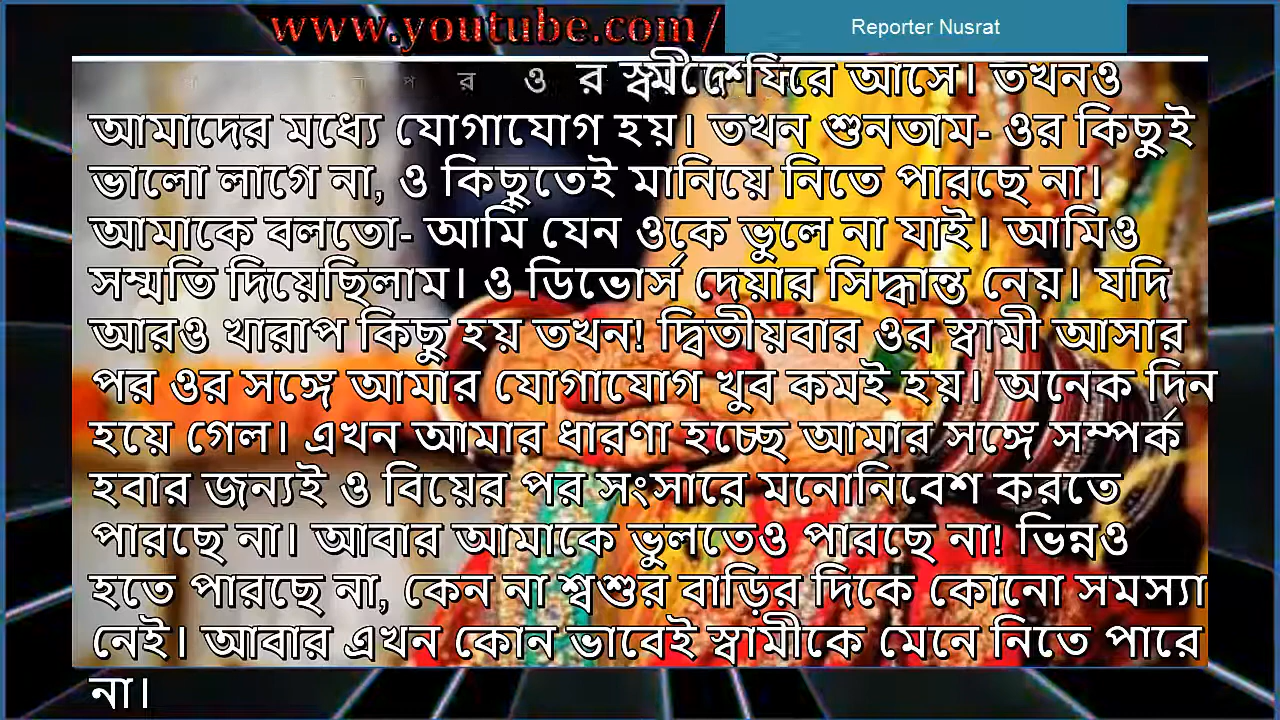 www.youtube.com/
Reporter Nusrat
প র ও র স্বামী দেশে ফিরে আসে। তখনও
আমাদের মধ্যে যোগাযোগ হয়। তখন শুনতাম- ওর কিছুই
ভালো লাগে না, ও কিছুতেই মানিয়ে নিতে পারছে না।
আমাকে বলতো- আমি যেন ওকে ভুলে না যাই। আমিও
সম্মতি দিয়েছিলাম। ও ডিভোর্স দেয়ার সিদ্ধান্ত নেয়। যদি
আরও খারাপ কিছু হয় তখন! দ্বিতীয়বার ওর স্বামী আসার
পর ওর সঙ্গে আমার যোগাযোগ খুব কমই হয়। অনেক দিন
হয়ে গেল। এখন আমার ধারণা হচ্ছে আমার সঙ্গে সম্পর্ক
হবার জন্যই ও বিয়ের পর সংসারে মনোনিবেশ করতে
পারছে না। আবার আমাকে ভুলতেও পারছে না! ভিন্নও
হতে পারছে না, কেন না শ্বশুর বাড়ির দিকে কোনো সমস্যা
নেই। আবার এখন কোন ভাবেই স্বামীকে মেনে নিতে পারে
না।